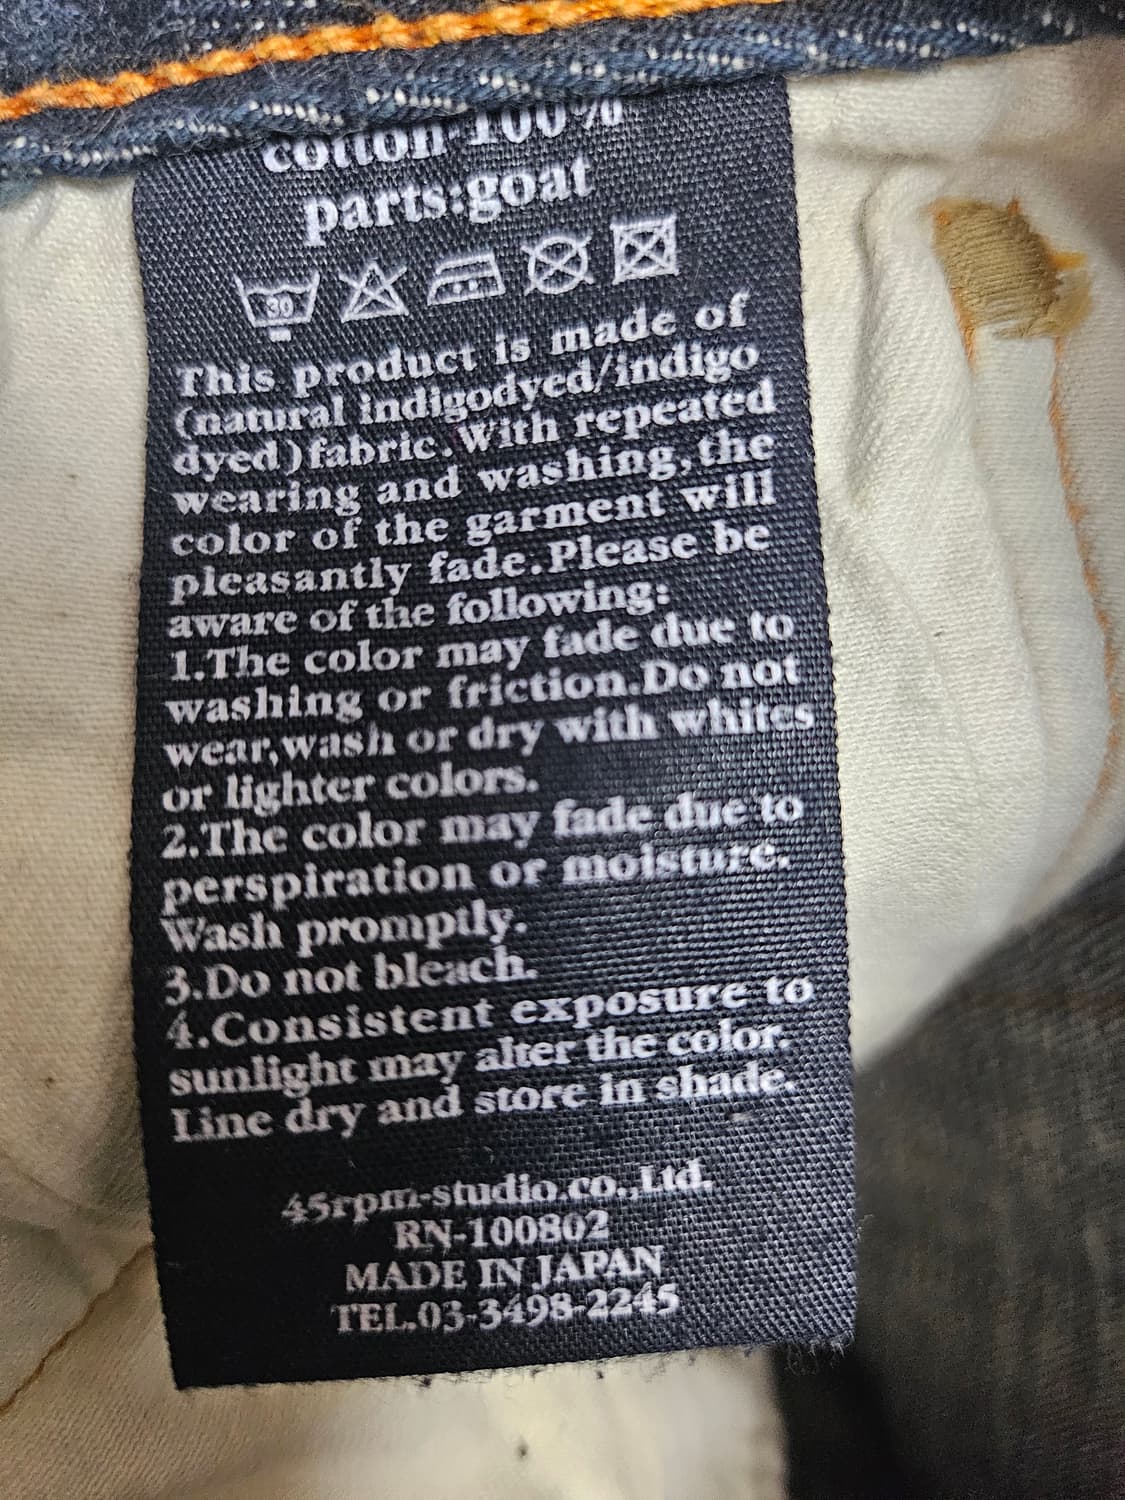 cotton-100%
parts:goat
30
This product is made of
(natural indigodyed/indigo
dyed)fabric.With repeated
wearing and washing,the
color of the garment will
pleasantly fade.Please be
aware of the following:
1.The color may fade due to
washing or friction.Do not
wear,wash or dry with whites
or lighter colors.
2.The color may fade due to
perspiration or moisture.
Wash promptly.
3.Do not bleach.
4.Consistent exposure to
sunlight may alter the color.
Line dry and store in shade.
45rpm-studio.co.,Ltd.
RN-100802
MADE IN JAPAN
TEL.03-3498-2245